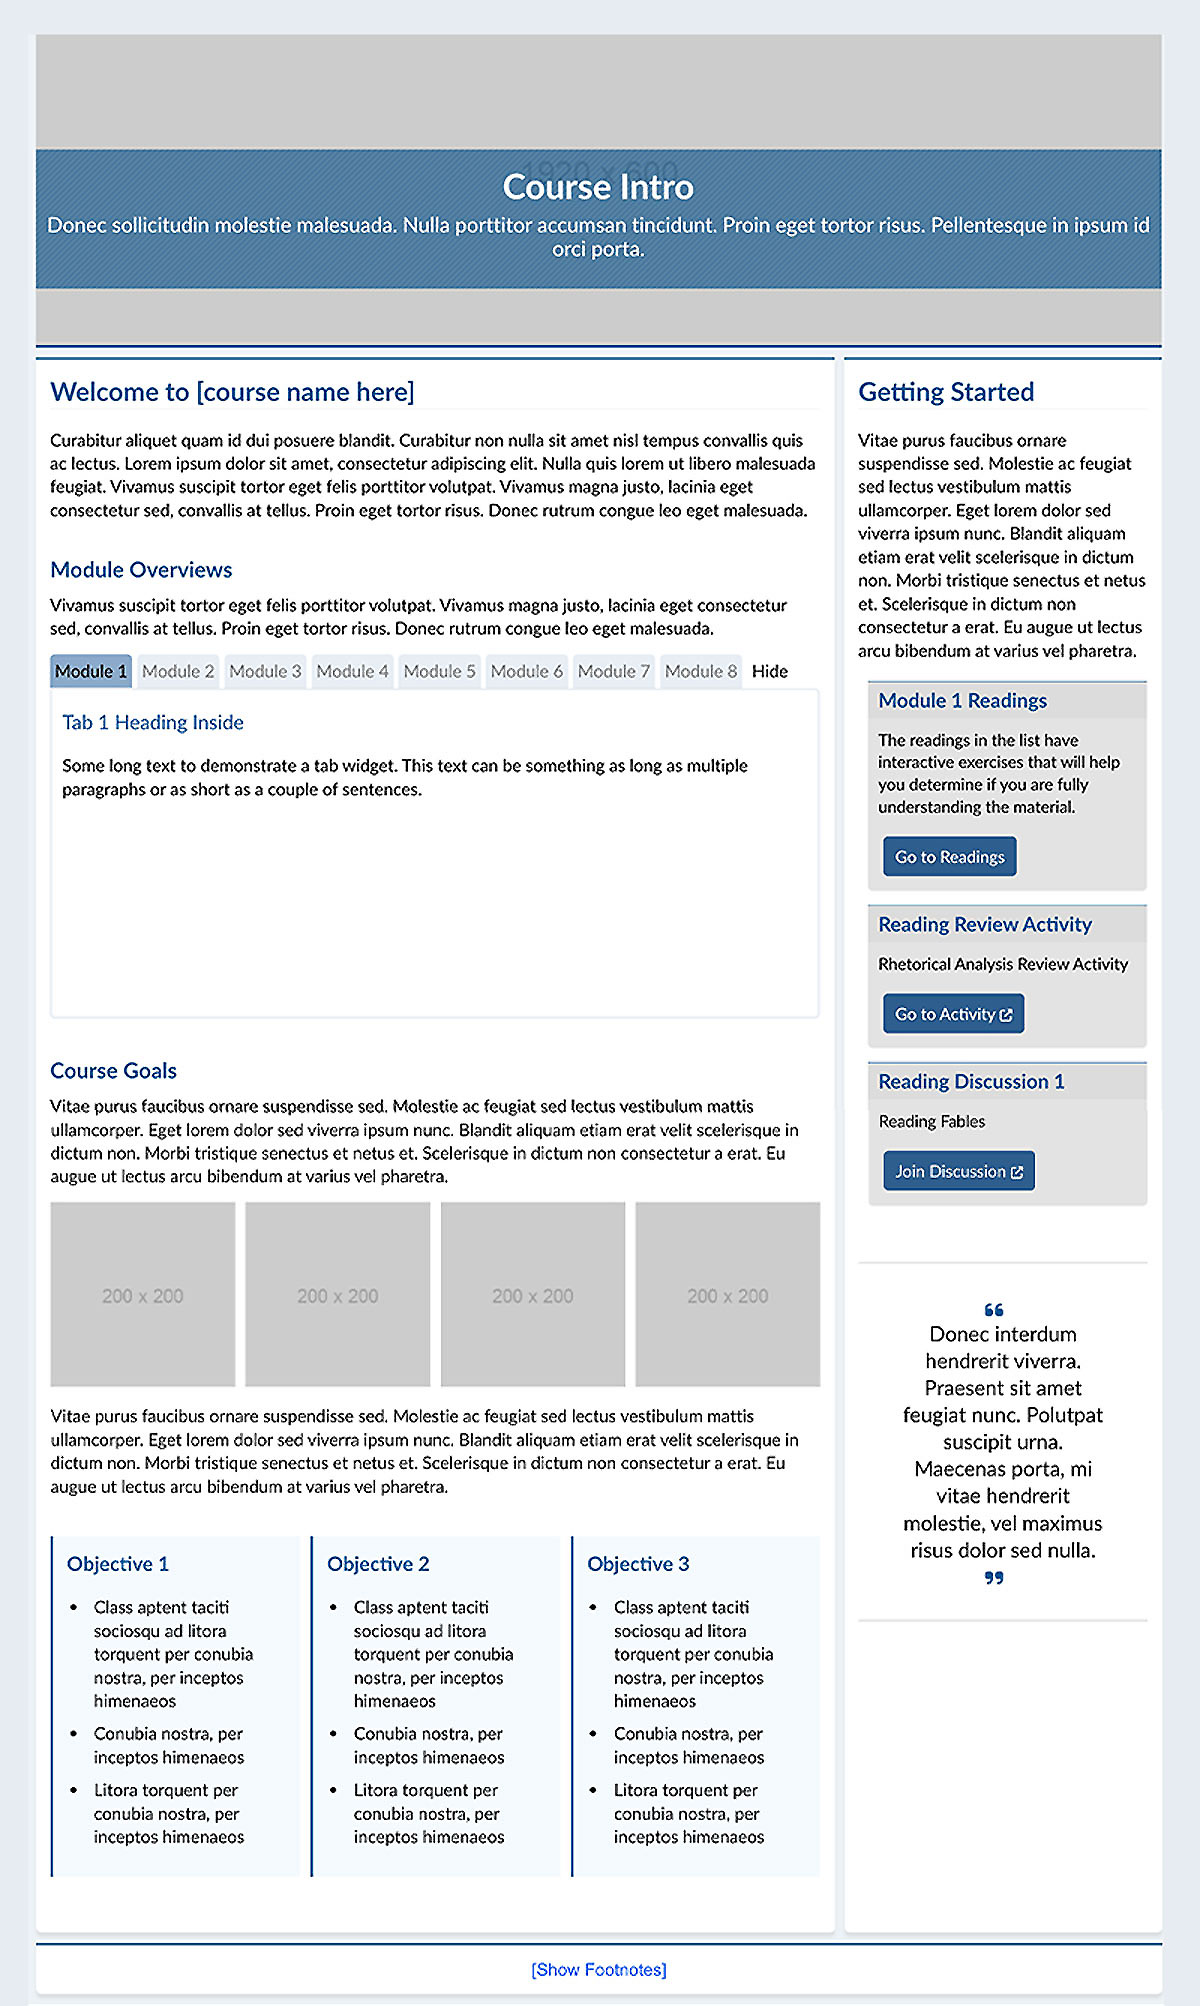 1920 x 600
Course Intro
Donec sollicitudin molestie malesuada. Nulla porttitor accumsan tincidunt. Proin eget tortor risus. Pellentesque in ipsum id
orci porta.
Welcome to [course name here]
Curabitur aliquet quam id dui posuere blandit. Curabitur non nulla sit amet nisl tempus convallis quis
ac lectus. Lorem ipsum dolor sit amet, consectetur adipiscing elit. Nulla quis lorem ut libero malesuada
feugiat. Vivamus suscipit tortor eget felis porttitor volutpat. Vivamus magna justo, lacinia eget
consectetur sed, convallis at tellus. Proin eget tortor risus. Donec rutrum congue leo eget malesuada.
Module Overviews
Vivamus suscipit tortor eget felis porttitor volutpat. Vivamus magna justo, lacinia eget consectetur
sed, convallis at tellus. Proin eget tortor risus. Donec rutrum congue leo eget malesuada.
Module 1 Module 2 Module 3 Module 4 Module 5 Module 6 Module 7 Module 8 Hide
Tab 1 Heading Inside
Some long text to demonstrate a tab widget. This text can be something as long as multiple
paragraphs or as short as a couple of sentences.
Course Goals
Vitae purus faucibus ornare suspendisse sed. Molestie ac feugiat sed lectus vestibulum mattis
ullamcorper. Eget lorem dolor sed viverra ipsum nunc. Blandit aliquam etiam erat velit scelerisque in
dictum non. Morbi tristique senectus et netus et. Scelerisque in dictum non consectetur a erat. Eu
augue ut lectus arcu bibendum at varius vel pharetra.
200 x 200 200 x 200 200 x 200 200 x 200
Vitae purus faucibus ornare suspendisse sed. Molestie ac feugiat sed lectus vestibulum mattis
ullamcorper. Eget lorem dolor sed viverra ipsum nunc. Blandit aliquam etiam erat velit scelerisque in
dictum non. Morbi tristique senectus et netus et. Scelerisque in dictum non consectetur a erat. Eu
augue ut lectus arcu bibendum at varius vel pharetra.
Objective 1
• Class aptent taciti
sociosqu ad litora
torquent per conubia
nostra, per inceptos
himenaeos
• Conubia nostra, per
inceptos himenaeos
• Litora torquent per
conubia nostra, per
inceptos himenaeos
Objective 2
• Class aptent taciti
sociosqu ad litora
torquent per conubia
nostra, per inceptos
himenaeos
• Conubia nostra, per
inceptos himenaeos
• Litora torquent per
conubia nostra, per
inceptos himenaeos
Objective 3
• Class aptent taciti
sociosqu ad litora
torquent per conubia
nostra, per inceptos
himenaeos
• Conubia nostra, per
inceptos himenaeos
• Litora torquent per
conubia nostra, per
inceptos himenaeos
Getting Started
Vitae purus faucibus ornare
suspendisse sed. Molestie ac feugiat
sed lectus vestibulum mattis
ullamcorper. Eget lorem dolor sed
viverra ipsum nunc. Blandit aliquam
etiam erat velit scelerisque in dictum
non. Morbi tristique senectus et netus
et. Scelerisque in dictum non
consectetur a erat. Eu augue ut lectus
arcu bibendum at varius vel pharetra.
Module 1 Readings
The readings in the list have
interactive exercises that will help
you determine if you are fully
understanding the material.
Go to Readings
Reading Review Activity
Rhetorical Analysis Review Activity
Go to Activity
Reading Discussion 1
Reading Fables
Join Discussion
❝
Donec interdum
hendrerit viverra.
Praesent sit amet
feugiat nunc. Polutpat
suscipit urna.
Maecenas porta, mi
vitae hendrerit
molestie, vel maximus
risus dolor sed nulla.
❞
[Show Footnotes]